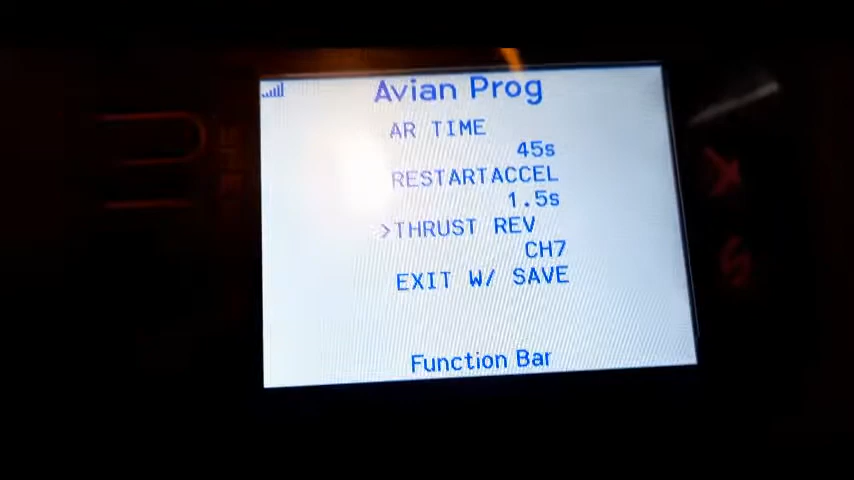 Avian Prog
AR TIME
45s
RESTARTACCEL
1.5s
>THRUST REV
CH7
EXIT W/ SAVE
Function Bar